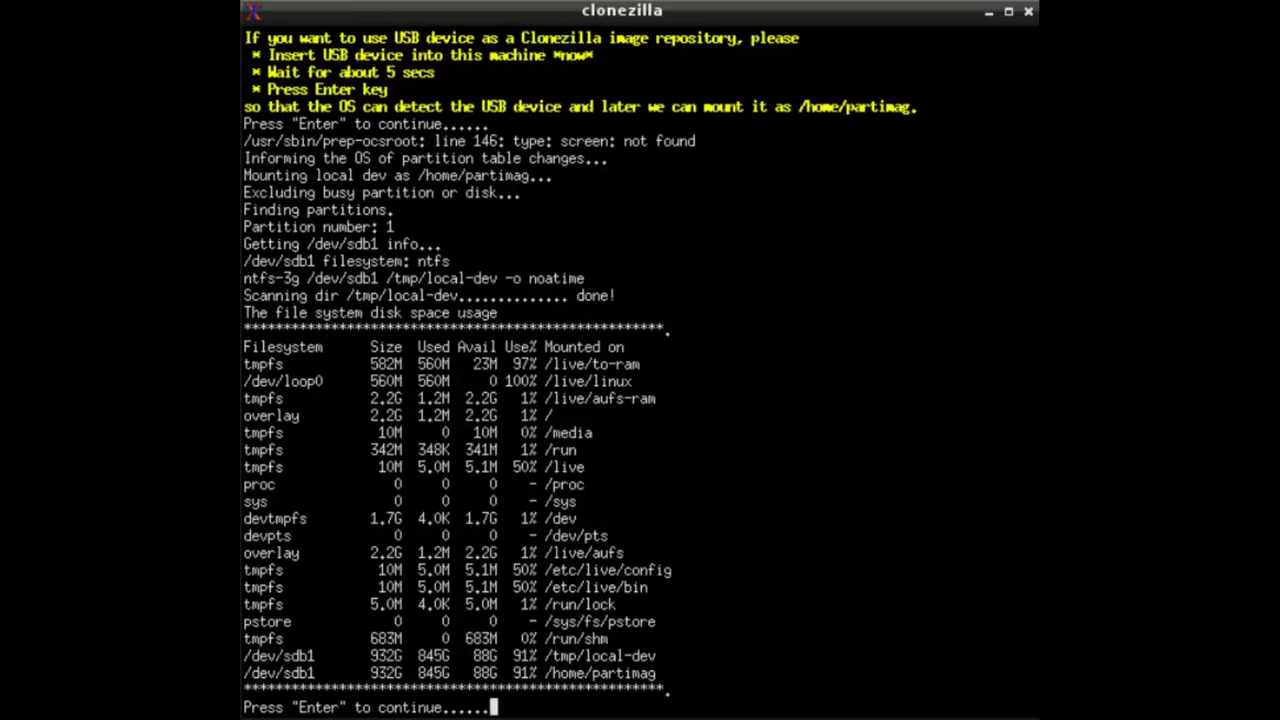 clonezilla
If you want to use USB device as a Clonezilla image repository, please
* Insert USB device into this machine *now*
* Wait for about 5 secs
* Press Enter key
so that the OS can detect the USB device and later we can mount it as /home/partimag.
Press "Enter" to continue......
/usr/sbin/prep-ocsroot: line 146: type: screen: not found
Informing the OS of partition table changes...
Mounting local dev as /home/partimag...
Excluding busy partition or disk...
Finding partitions.
Partition number: 1
Getting /dev/sdb1 info...
/dev/sdb1 filesystem: ntfs
ntfs-3g /dev/sdb1 /tmp/local-dev -o noatime
Scanning dir /tmp/local-dev.............. done!
The file system disk space usage
*****************************************************.
Filesystem      Size  Used Avail Use% Mounted on
tmpfs           582M  560M   23M  97% /live/to-ram
/dev/loop0      560M  560M     0 100% /live/linux
tmpfs           2.2G  1.2M  2.2G   1% /live/aufs-ram
overlay         2.2G  1.2M  2.2G   1% /
tmpfs            10M     0   10M   0% /media
tmpfs           342M  348K  341M   1% /run
tmpfs            10M  5.0M  5.1M  50% /live
proc               0     0     0    - /proc
sys                0     0     0    - /sys
devtmpfs        1.7G  4.0K  1.7G   1% /dev
devpts             0     0     0    - /dev/pts
overlay         2.2G  1.2M  2.2G   1% /live/aufs
tmpfs            10M  5.0M  5.1M  50% /etc/live/config
tmpfs            10M  5.0M  5.1M  50% /etc/live/bin
tmpfs           5.0M  4.0K  5.0M   1% /run/lock
pstore             0     0     0    - /sys/fs/pstore
tmpfs           683M     0  683M   0% /run/shm
/dev/sdb1       932G  845G   88G  91% /tmp/local-dev
/dev/sdb1       932G  845G   88G  91% /home/partimag
*****************************************************.
Press "Enter" to continue......